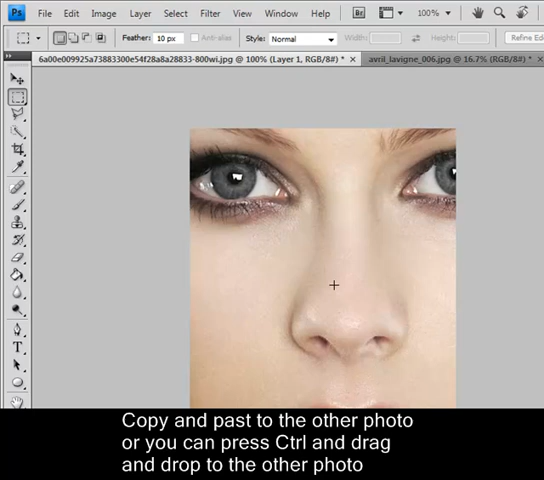 Ps File Edit Image Layer Select Filter View Window Help Br 100%
Feather: 10 px Anti-alias Style: Normal Width: Height: Refine Ed
6a00e009925a73883300e54f28a8a28833-800wi.jpg @ 100% (Layer 1, RGB/8#) * × avril_lavigne_006.jpg @ 16.7% (RGB/8#) * ×
T
Copy and past to the other photo
or you can press Ctrl and drag
and drop to the other photo